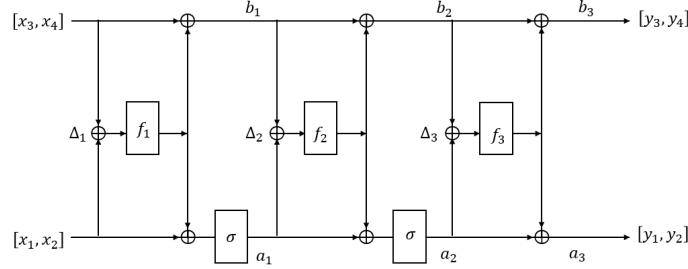 [x₃, x₄] b₁ b₂ b₃ [y₃, y₄]
Δ₁ f₁ Δ₂ f₂ Δ₃ f₃
[x₁, x₂] σ a₁ σ a₂ a₃ [y₁, y₂]